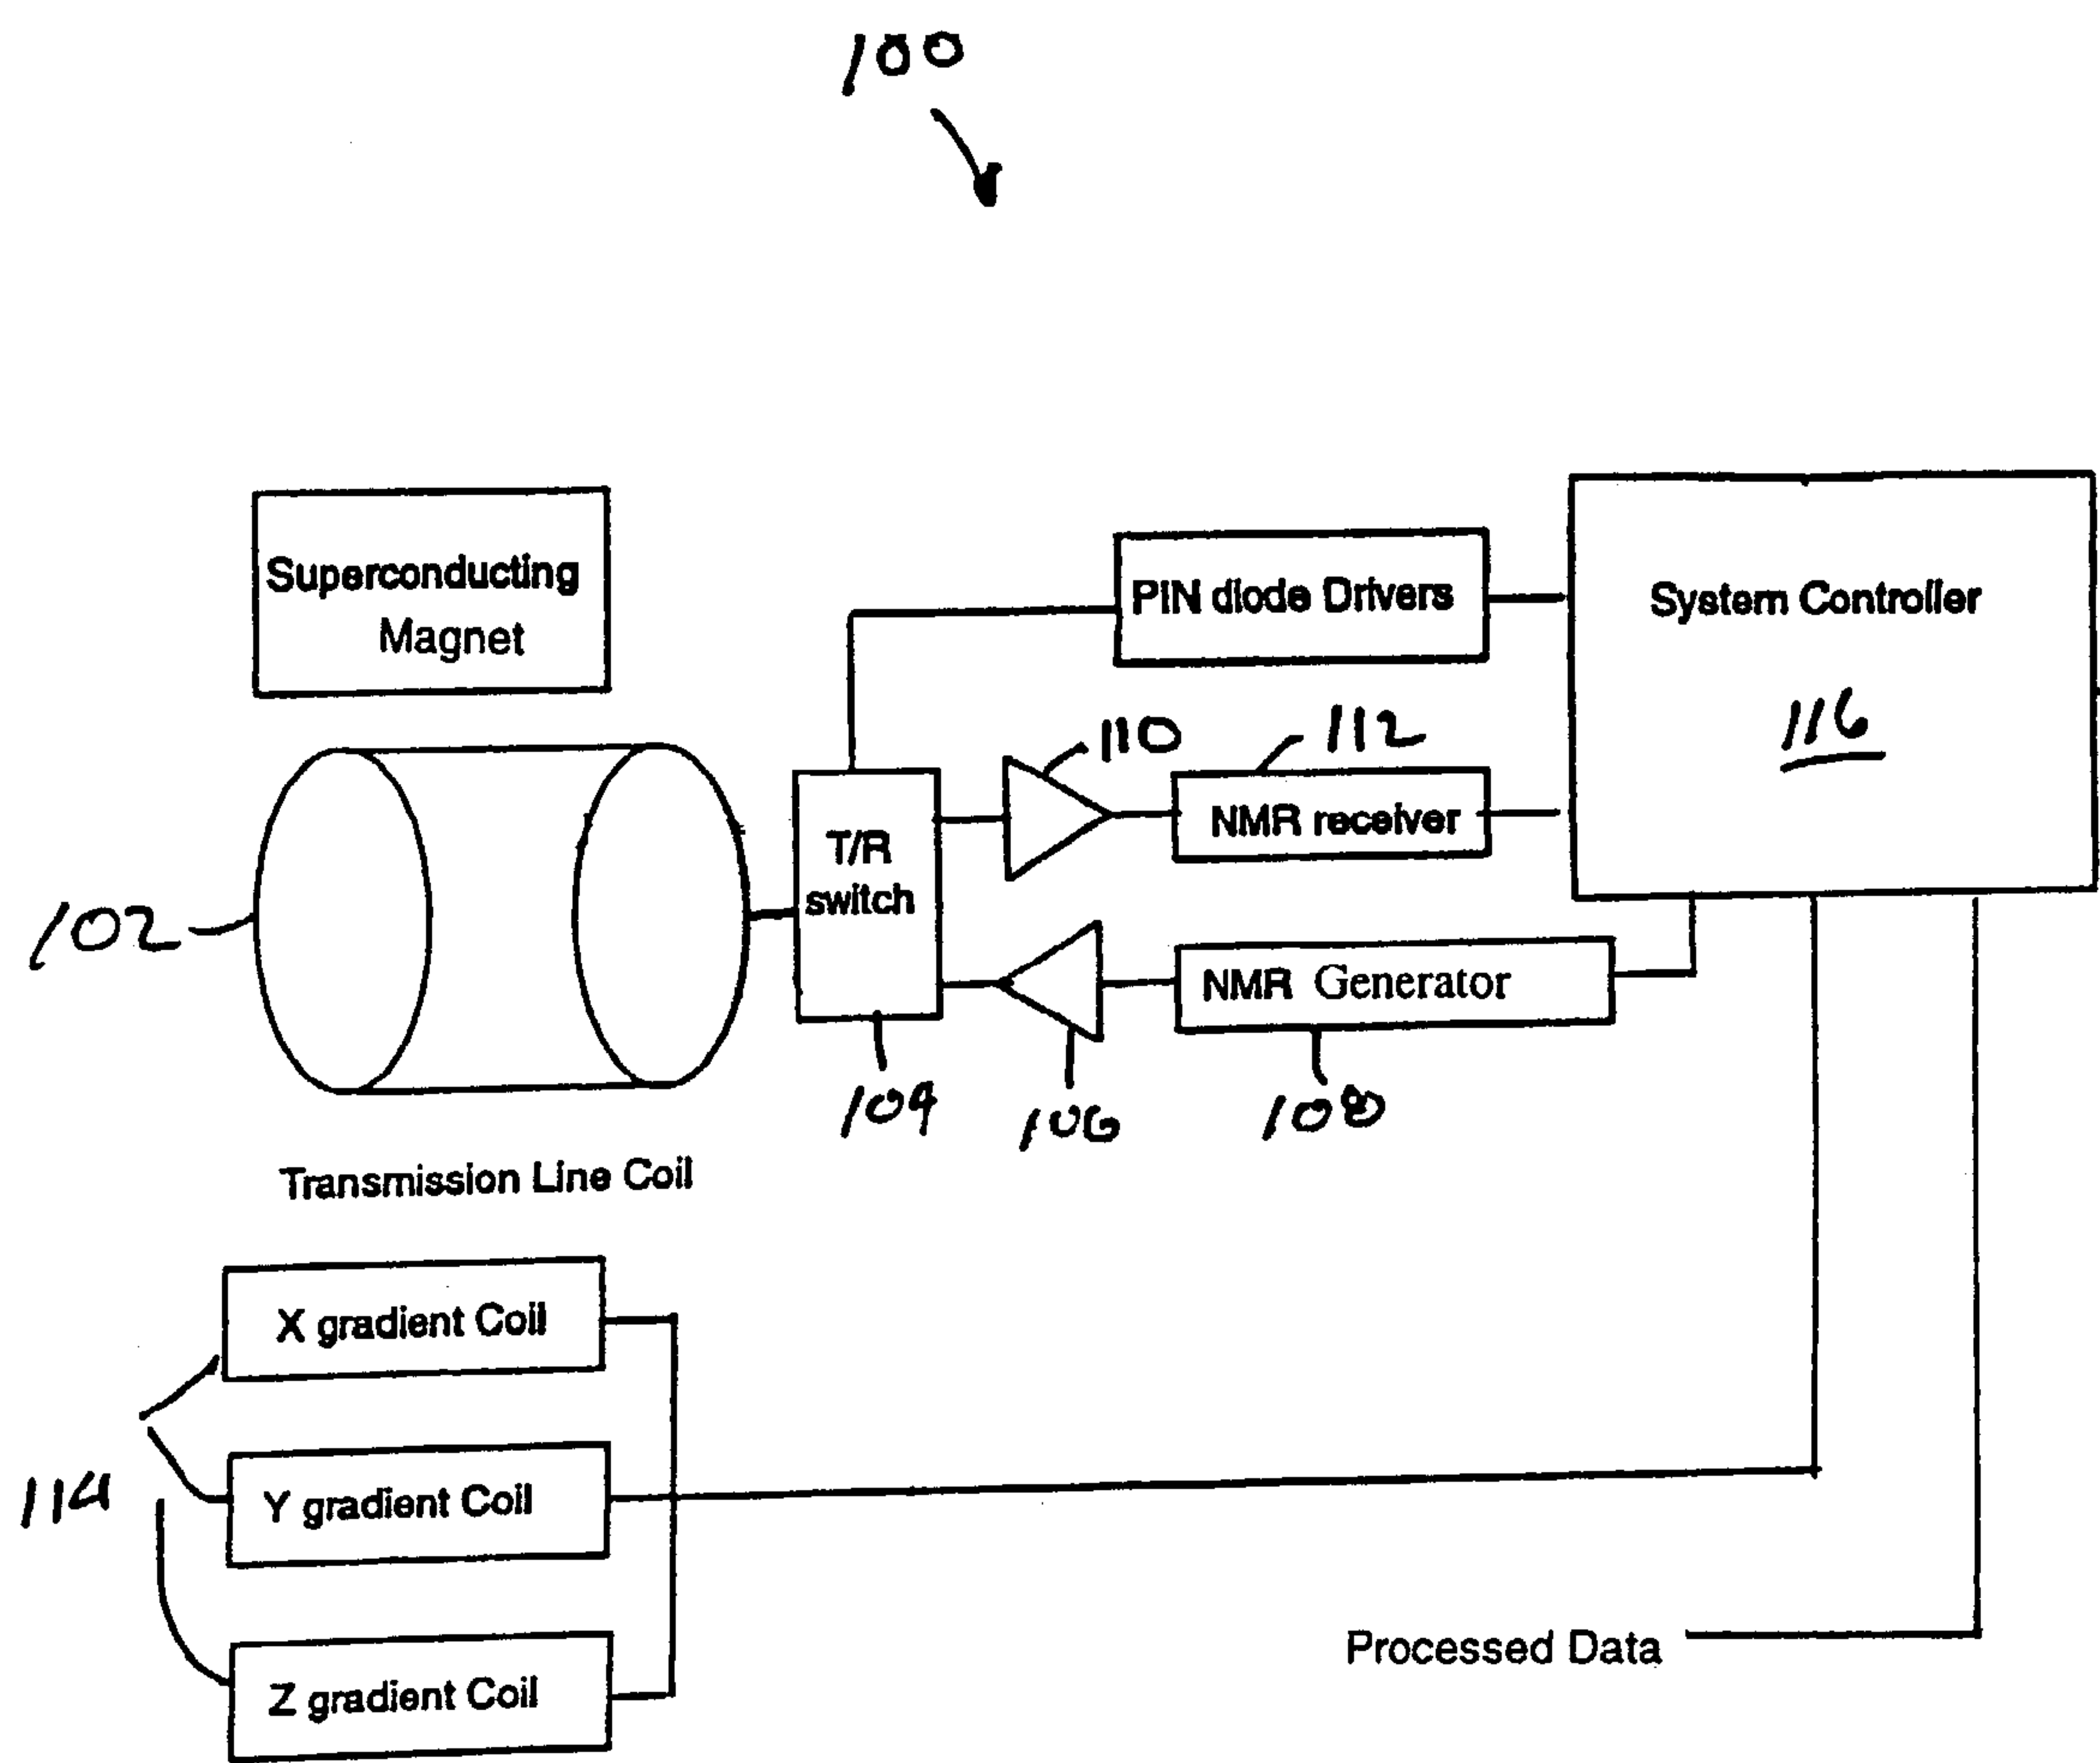 100
Superconducting
Magnet
PIN diode Drivers
System Controller
116
110
112
T/R
switch
NMR receiver
102
NMR Generator
104
106
108
Transmission Line Coil
X gradient Coil
114
Y gradient Coil
Z gradient Coil
Processed Data